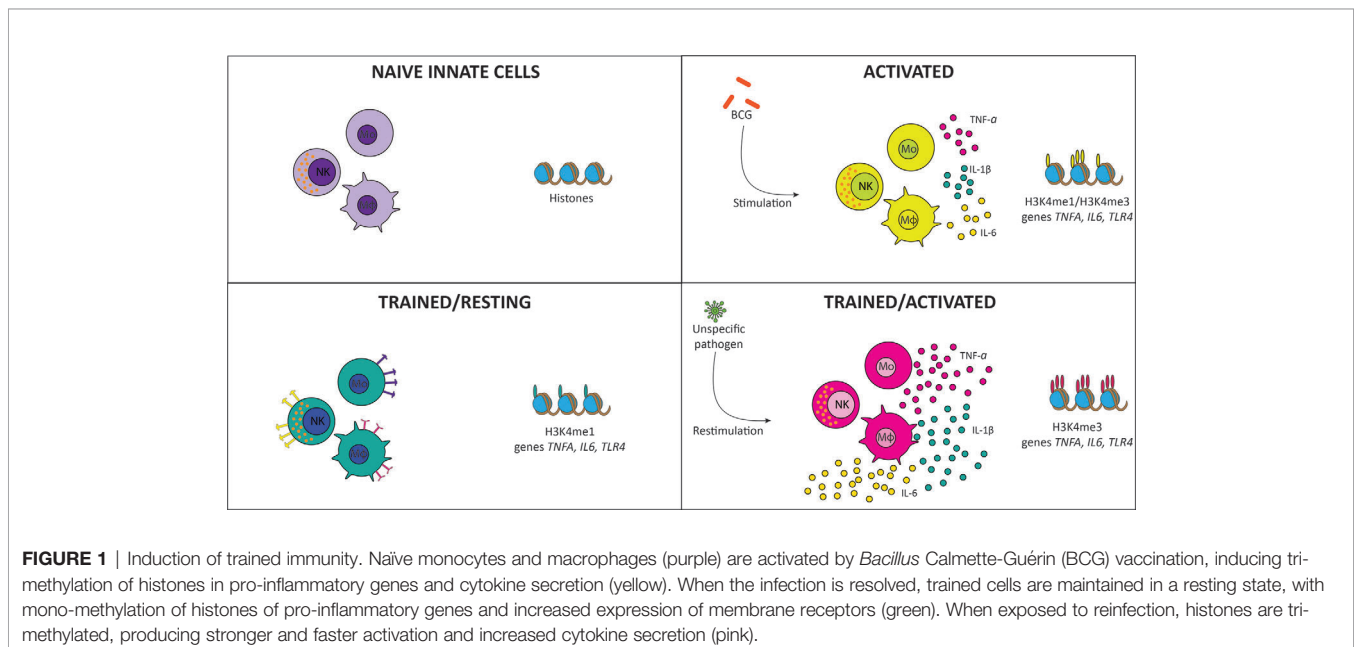 NAIVE INNATE CELLS
Mo
NK
Mϕ
Histones
ACTIVATED
BCG
Stimulation
TNF-α
Mo
IL-1β
NK
Mϕ
IL-6
H3K4me1/H3K4me3
genes TNFA, IL6, TLR4
TRAINED/RESTING
NK
H3K4me1
genes TNFA, IL6, TLR4
TRAINED/ACTIVATED
Unspecific
pathogen
Restimulation
TNF-α
Mo
NK
IL-1β
Mϕ
IL-6
H3K4me3
genes TNFA, IL6, TLR4
FIGURE 1 | Induction of trained immunity. Naïve monocytes and macrophages (purple) are activated by Bacillus Calmette-Guérin (BCG) vaccination, inducing tri-
methylation of histones in pro-inflammatory genes and cytokine secretion (yellow). When the infection is resolved, trained cells are maintained in a resting state, with
mono-methylation of histones of pro-inflammatory genes and increased expression of membrane receptors (green). When exposed to reinfection, histones are tri-
methylated, producing stronger and faster activation and increased cytokine secretion (pink).